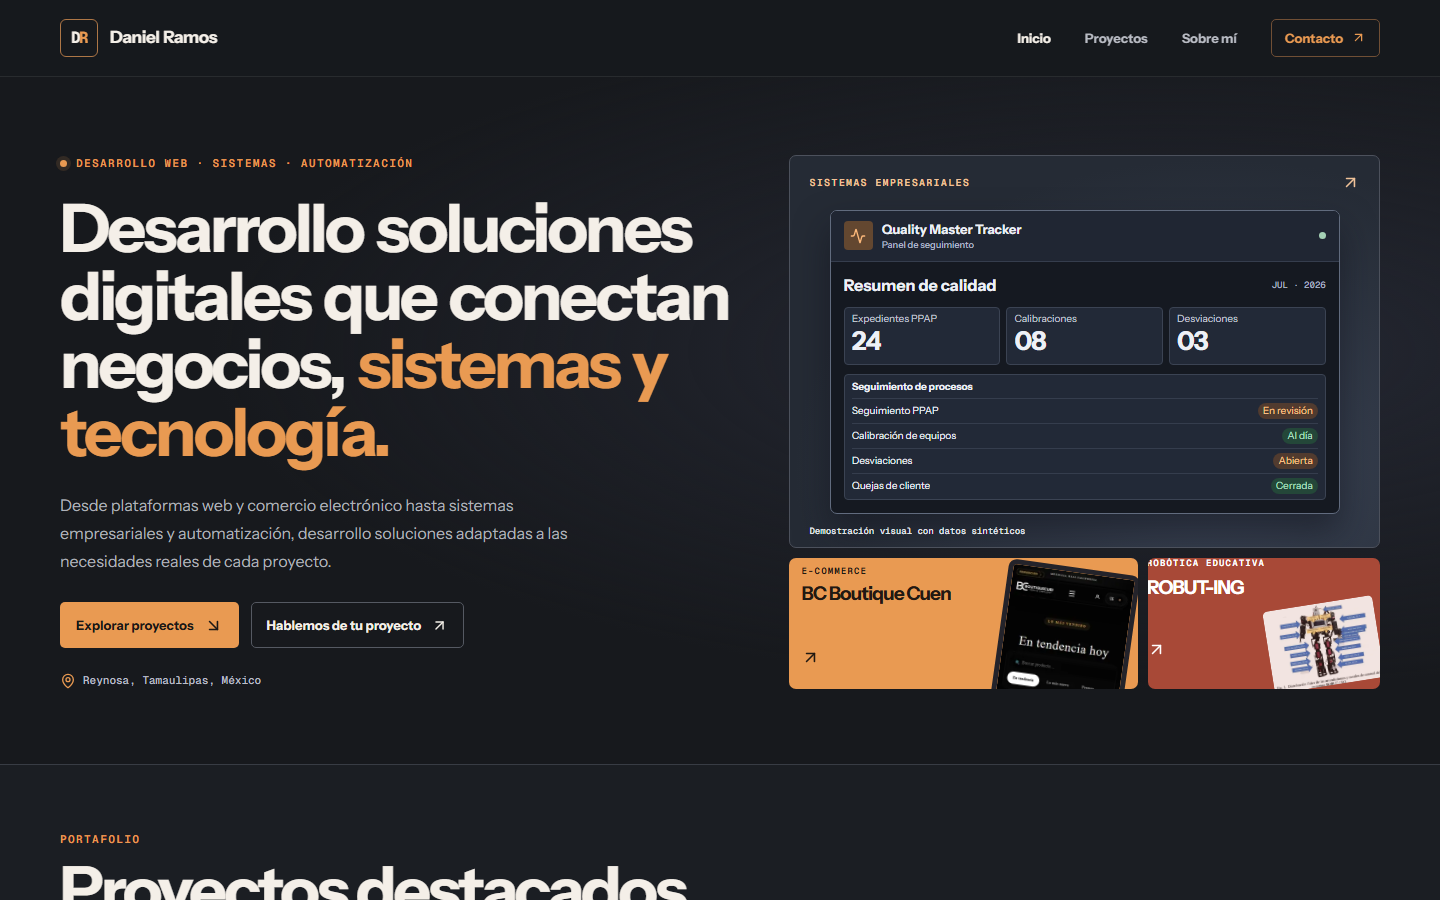 DR Daniel Ramos
Inicio
Proyectos
Sobre mí
Contacto
DESARROLLO WEB · SISTEMAS · AUTOMATIZACIÓN
Desarrollo soluciones
digitales que conectan
negocios, sistemas y
tecnología.
Desde plataformas web y comercio electrónico hasta sistemas
empresariales y automatización, desarrollo soluciones adaptadas a las
necesidades reales de cada proyecto.
Explorar proyectos
Hablemos de tu proyecto
Reynosa, Tamaulipas, México
SISTEMAS EMPRESARIALES
Quality Master Tracker
Panel de seguimiento
Resumen de calidad
JUL · 2026
Expedientes PPAP
24
Calibraciones
08
Desviaciones
03
Seguimiento de procesos
Seguimiento PPAP En revisión
Calibración de equipos Al día
Desviaciones Abierta
Quejas de cliente Cerrada
Demostración visual con datos sintéticos
E-COMMERCE
BC Boutique Cuen
En tendencia hoy
OBÓTICA EDUCATIVA
ROBUT-ING
PORTAFOLIO
Proyectos destacados